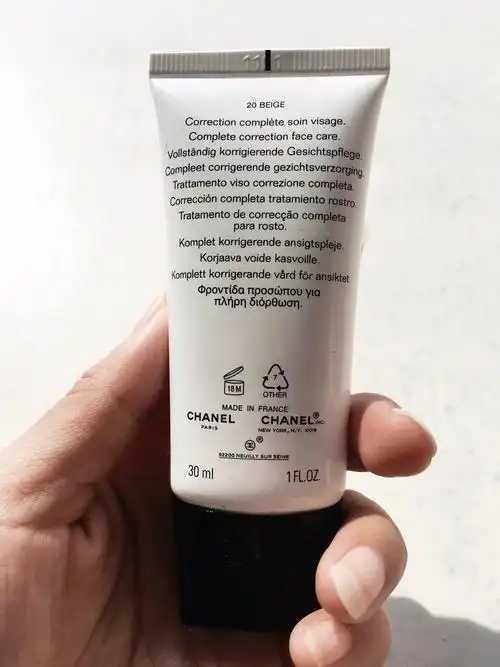 20 BEIGE
Correction complète soin visage.
Complete correction face care.
Vollständig korrigierende Gesichtspflege.
Compleet corrigerende gezichtsverzorging.
Trattamento viso correzione completa.
Corrección completa tratamiento rostro.
Tratamento de correcção completa
para rosto.
Komplet korrigerende ansigtspleje.
Korjaava voide kasvoille.
Komplett korrigerande vård för ansiktet
Φροντίδα προσώπου για
πλήρη διόρθωση.
18M
7
OTHER
MADE IN FRANCE
CHANEL CHANEL® INC.
PARIS NEW YORK, N.Y. 10019
®
92200 NEUILLY SUR SEINE
30 ml 1 FL.OZ.